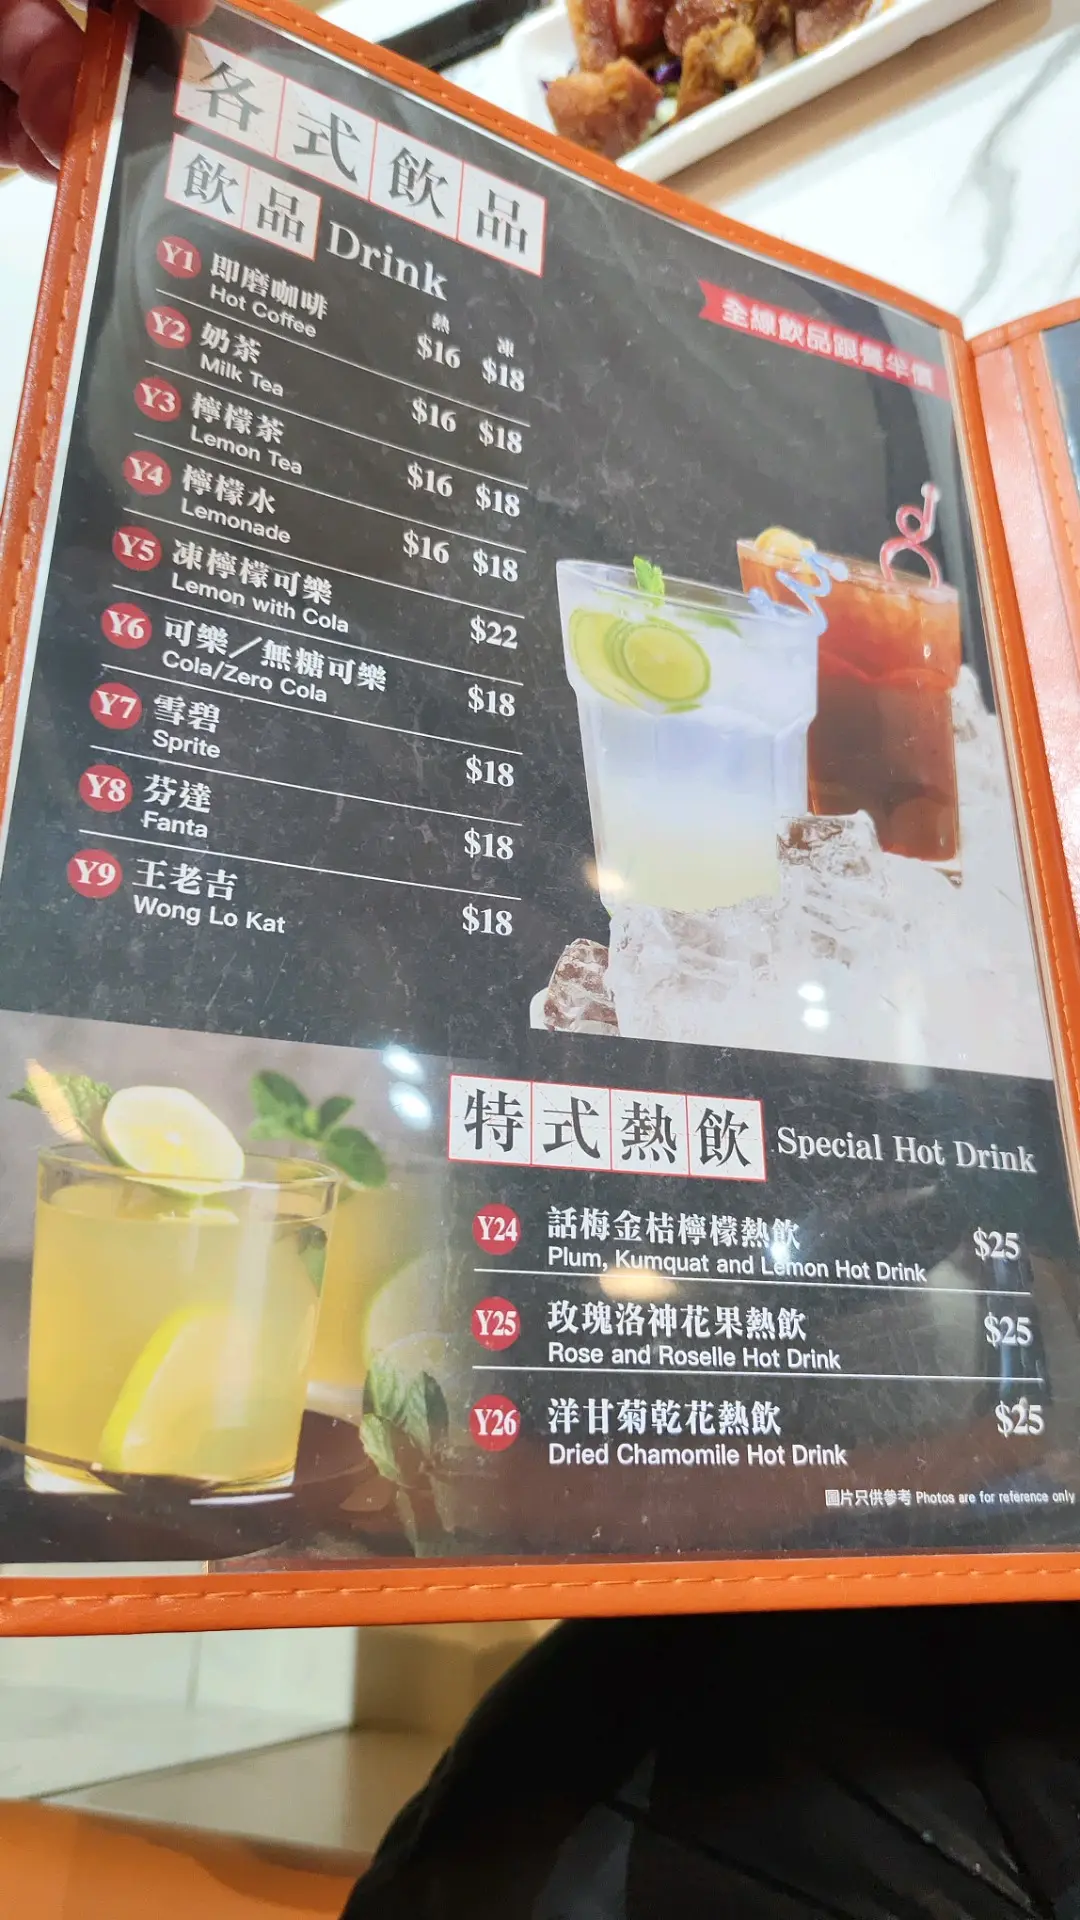 各式飲品
飲品 Drink
全線飲品跟餐半價
熱 凍
Y1 即磨咖啡 $16 $18
Hot Coffee
Y2 奶茶 $16 $18
Milk Tea
Y3 檸檬茶 $16 $18
Lemon Tea
Y4 檸檬水 $16 $18
Lemonade
Y5 凍檸檬可樂 $22
Lemon with Cola
Y6 可樂／無糖可樂 $18
Cola/Zero Cola
Y7 雪碧 $18
Sprite
Y8 芬達 $18
Fanta
Y9 王老吉 $18
Wong Lo Kat
特式熱飲 Special Hot Drink
Y24 話梅金桔檸檬熱飲 $25
Plum, Kumquat and Lemon Hot Drink
Y25 玫瑰洛神花果熱飲 $25
Rose and Roselle Hot Drink
Y26 洋甘菊乾花熱飲 $25
Dried Chamomile Hot Drink
圖片只供參考 Photos are for reference only